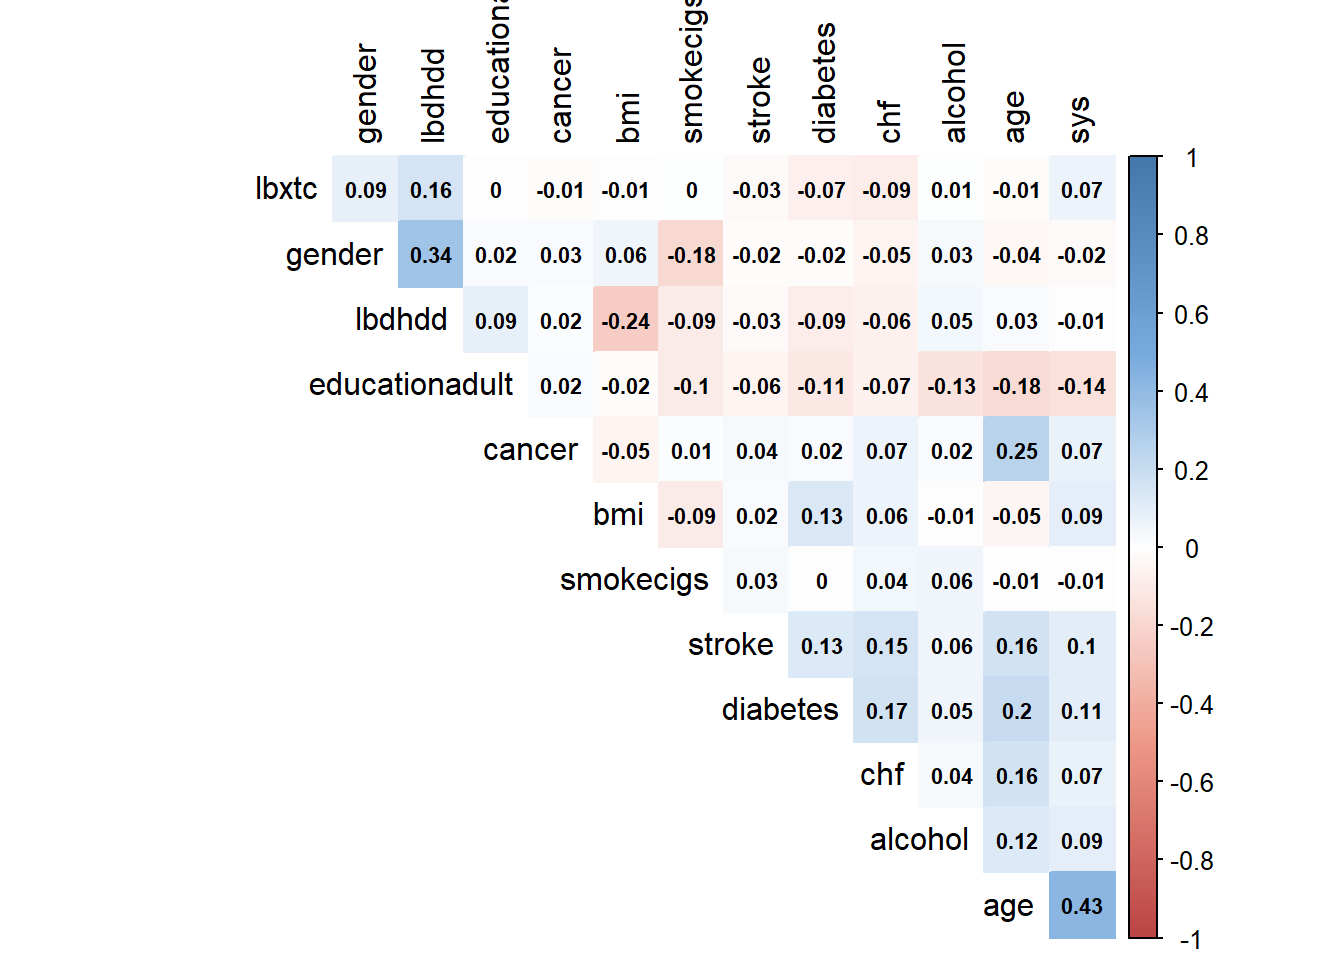 gender lbdhdd educationa cancer bmi smokecigs stroke diabetes chf alcohol age sys
lbxtc 0.09 0.16 0 -0.01 -0.01 0 -0.03 -0.07 -0.09 0.01 -0.01 0.07
gender 0.34 0.02 0.03 0.06 -0.18 -0.02 -0.02 -0.05 0.03 -0.04 -0.02
lbdhdd 0.09 0.02 -0.24 -0.09 -0.03 -0.09 -0.06 0.05 0.03 -0.01
educationadult 0.02 -0.02 -0.1 -0.06 -0.11 -0.07 -0.13 -0.18 -0.14
cancer -0.05 0.01 0.04 0.02 0.07 0.02 0.25 0.07
bmi -0.09 0.02 0.13 0.06 -0.01 -0.05 0.09
smokecigs 0.03 0 0.04 0.06 -0.01 -0.01
stroke 0.13 0.15 0.06 0.16 0.1
diabetes 0.17 0.05 0.2 0.11
chf 0.04 0.16 0.07
alcohol 0.12 0.09
age 0.43
1
0.8
0.6
0.4
0.2
0
-0.2
-0.4
-0.6
-0.8
-1